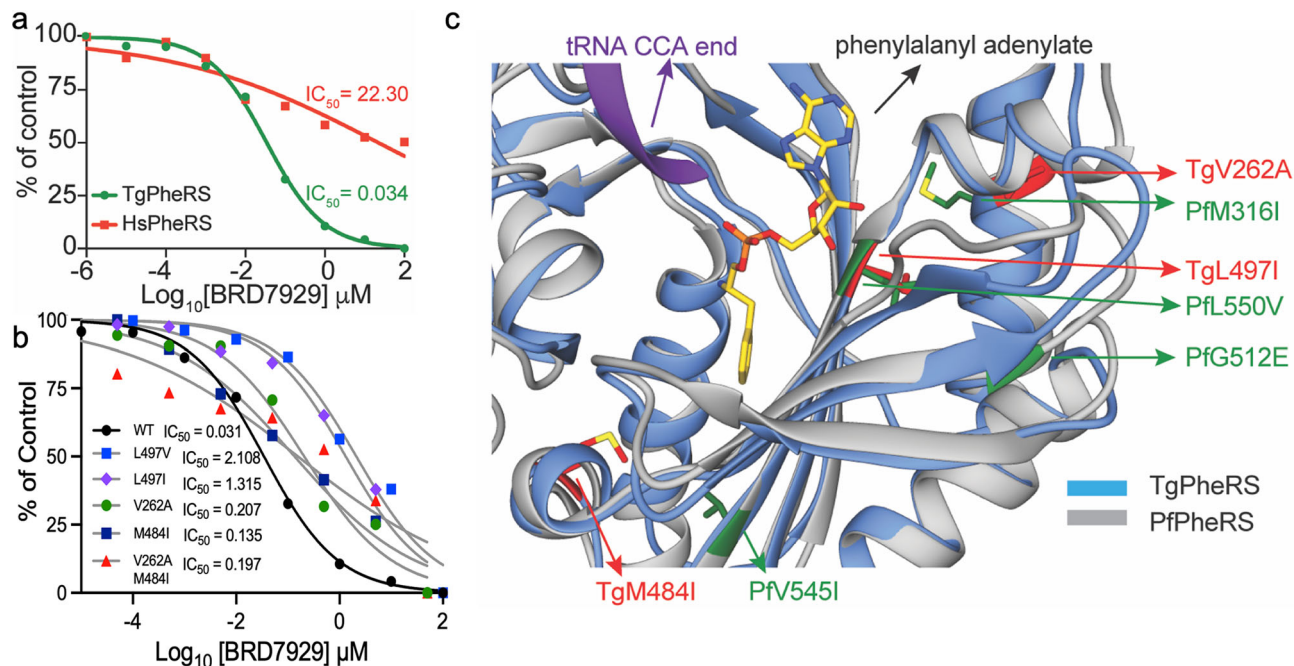 a
% of control
100
75
50
25
0
IC50 = 22.30
IC50 = 0.034
TgPheRS
HsPheRS
-6 -4 -2 0 2
Log10[BRD7929] µM
b
% of Control
100
75
50
25
0
WT IC50 = 0.031
L497V IC50 = 2.108
L497I IC50 = 1.315
V262A IC50 = 0.207
M484I IC50 = 0.135
V262A IC50 = 0.197
M484I
-4 -2 0 2
Log10 [BRD7929] µM
c
tRNA CCA end
phenylalanyl adenylate
TgV262A
PfM316I
TgL497I
PfL550V
PfG512E
TgPheRS
PfPheRS
TgM484I
PfV545I